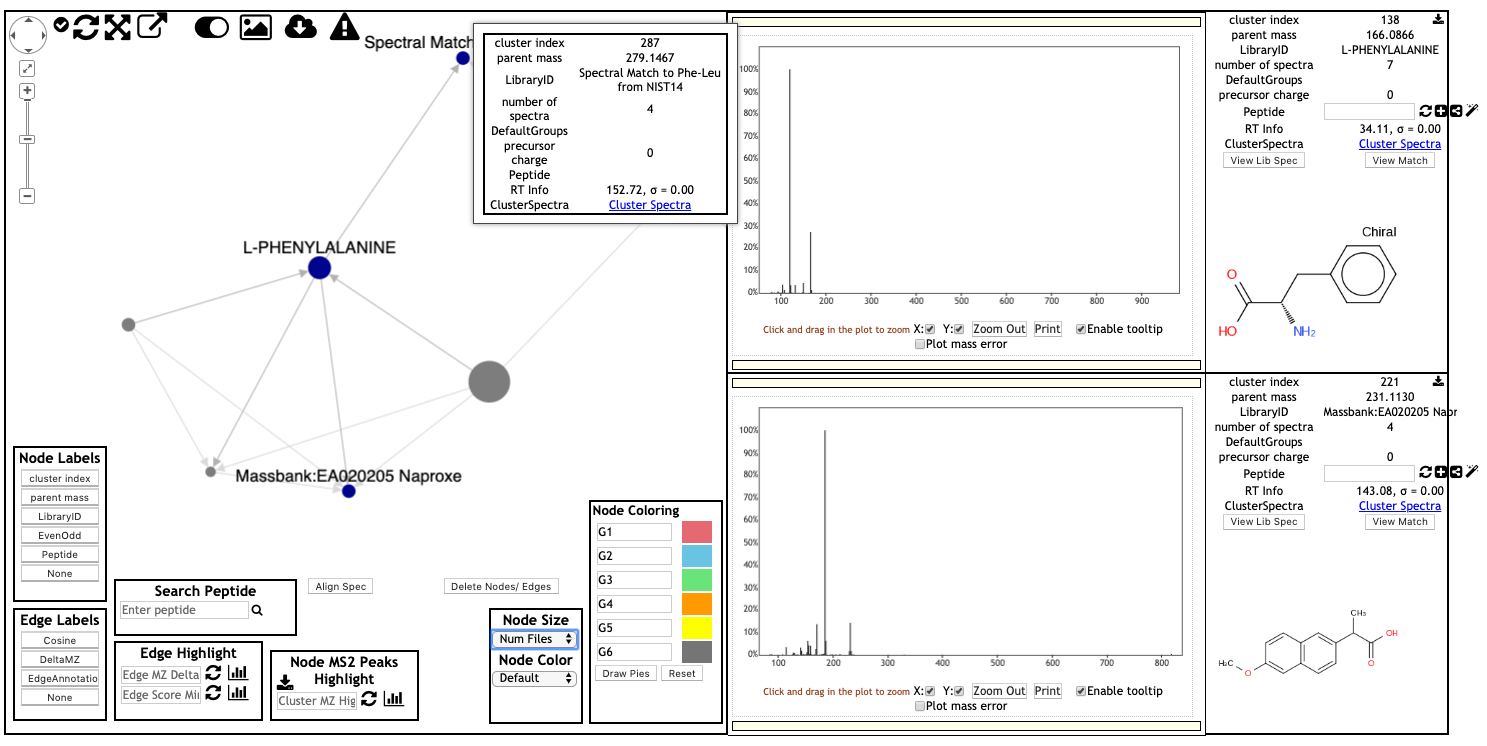 Spectral Match
L-PHENYLALANINE
Massbank:EA020205 Naproxe
cluster index 287
parent mass 279.1467
LibraryID Spectral Match to Phe-Leu from NIST14
number of spectra 4
DefaultGroups
precursor charge 0
Peptide
RT Info 152.72, σ = 0.00
ClusterSpectra Cluster Spectra
Node Labels
cluster index
parent mass
LibraryID
EvenOdd
Peptide
None
Edge Labels
Cosine
DeltaMZ
EdgeAnnotatio
None
Search Peptide
Enter peptide
Align Spec
Delete Nodes/ Edges
Edge Highlight
Edge MZ Delta
Edge Score Mi
Node MS2 Peaks
Highlight
Cluster MZ Hig
Node Size
Num Files
Node Color
Default
Node Coloring
G1
G2
G3
G4
G5
G6
Draw Pies Reset
100%
90%
80%
70%
60%
50%
40%
30%
20%
10%
0%
100 200 300 400 500 600 700 800 900
Click and drag in the plot to zoom X: Y: Zoom Out Print Enable tooltip
Plot mass error
cluster index 138
parent mass 166.0866
LibraryID L-PHENYLALANINE
number of spectra 7
DefaultGroups
precursor charge 0
Peptide
RT Info 34.11, σ = 0.00
ClusterSpectra Cluster Spectra
View Lib Spec View Match
Chiral
O
HO
NH₂
100%
90%
80%
70%
60%
50%
40%
30%
20%
10%
0%
100 200 300 400 500 600 700 800
Click and drag in the plot to zoom X: Y: Zoom Out Print Enable tooltip
Plot mass error
cluster index 221
parent mass 231.1130
LibraryID Massbank:EA020205 Napr
number of spectra 4
DefaultGroups
precursor charge 0
Peptide
RT Info 143.08, σ = 0.00
ClusterSpectra Cluster Spectra
View Lib Spec View Match
CH₃
OH
O
H₃C
O